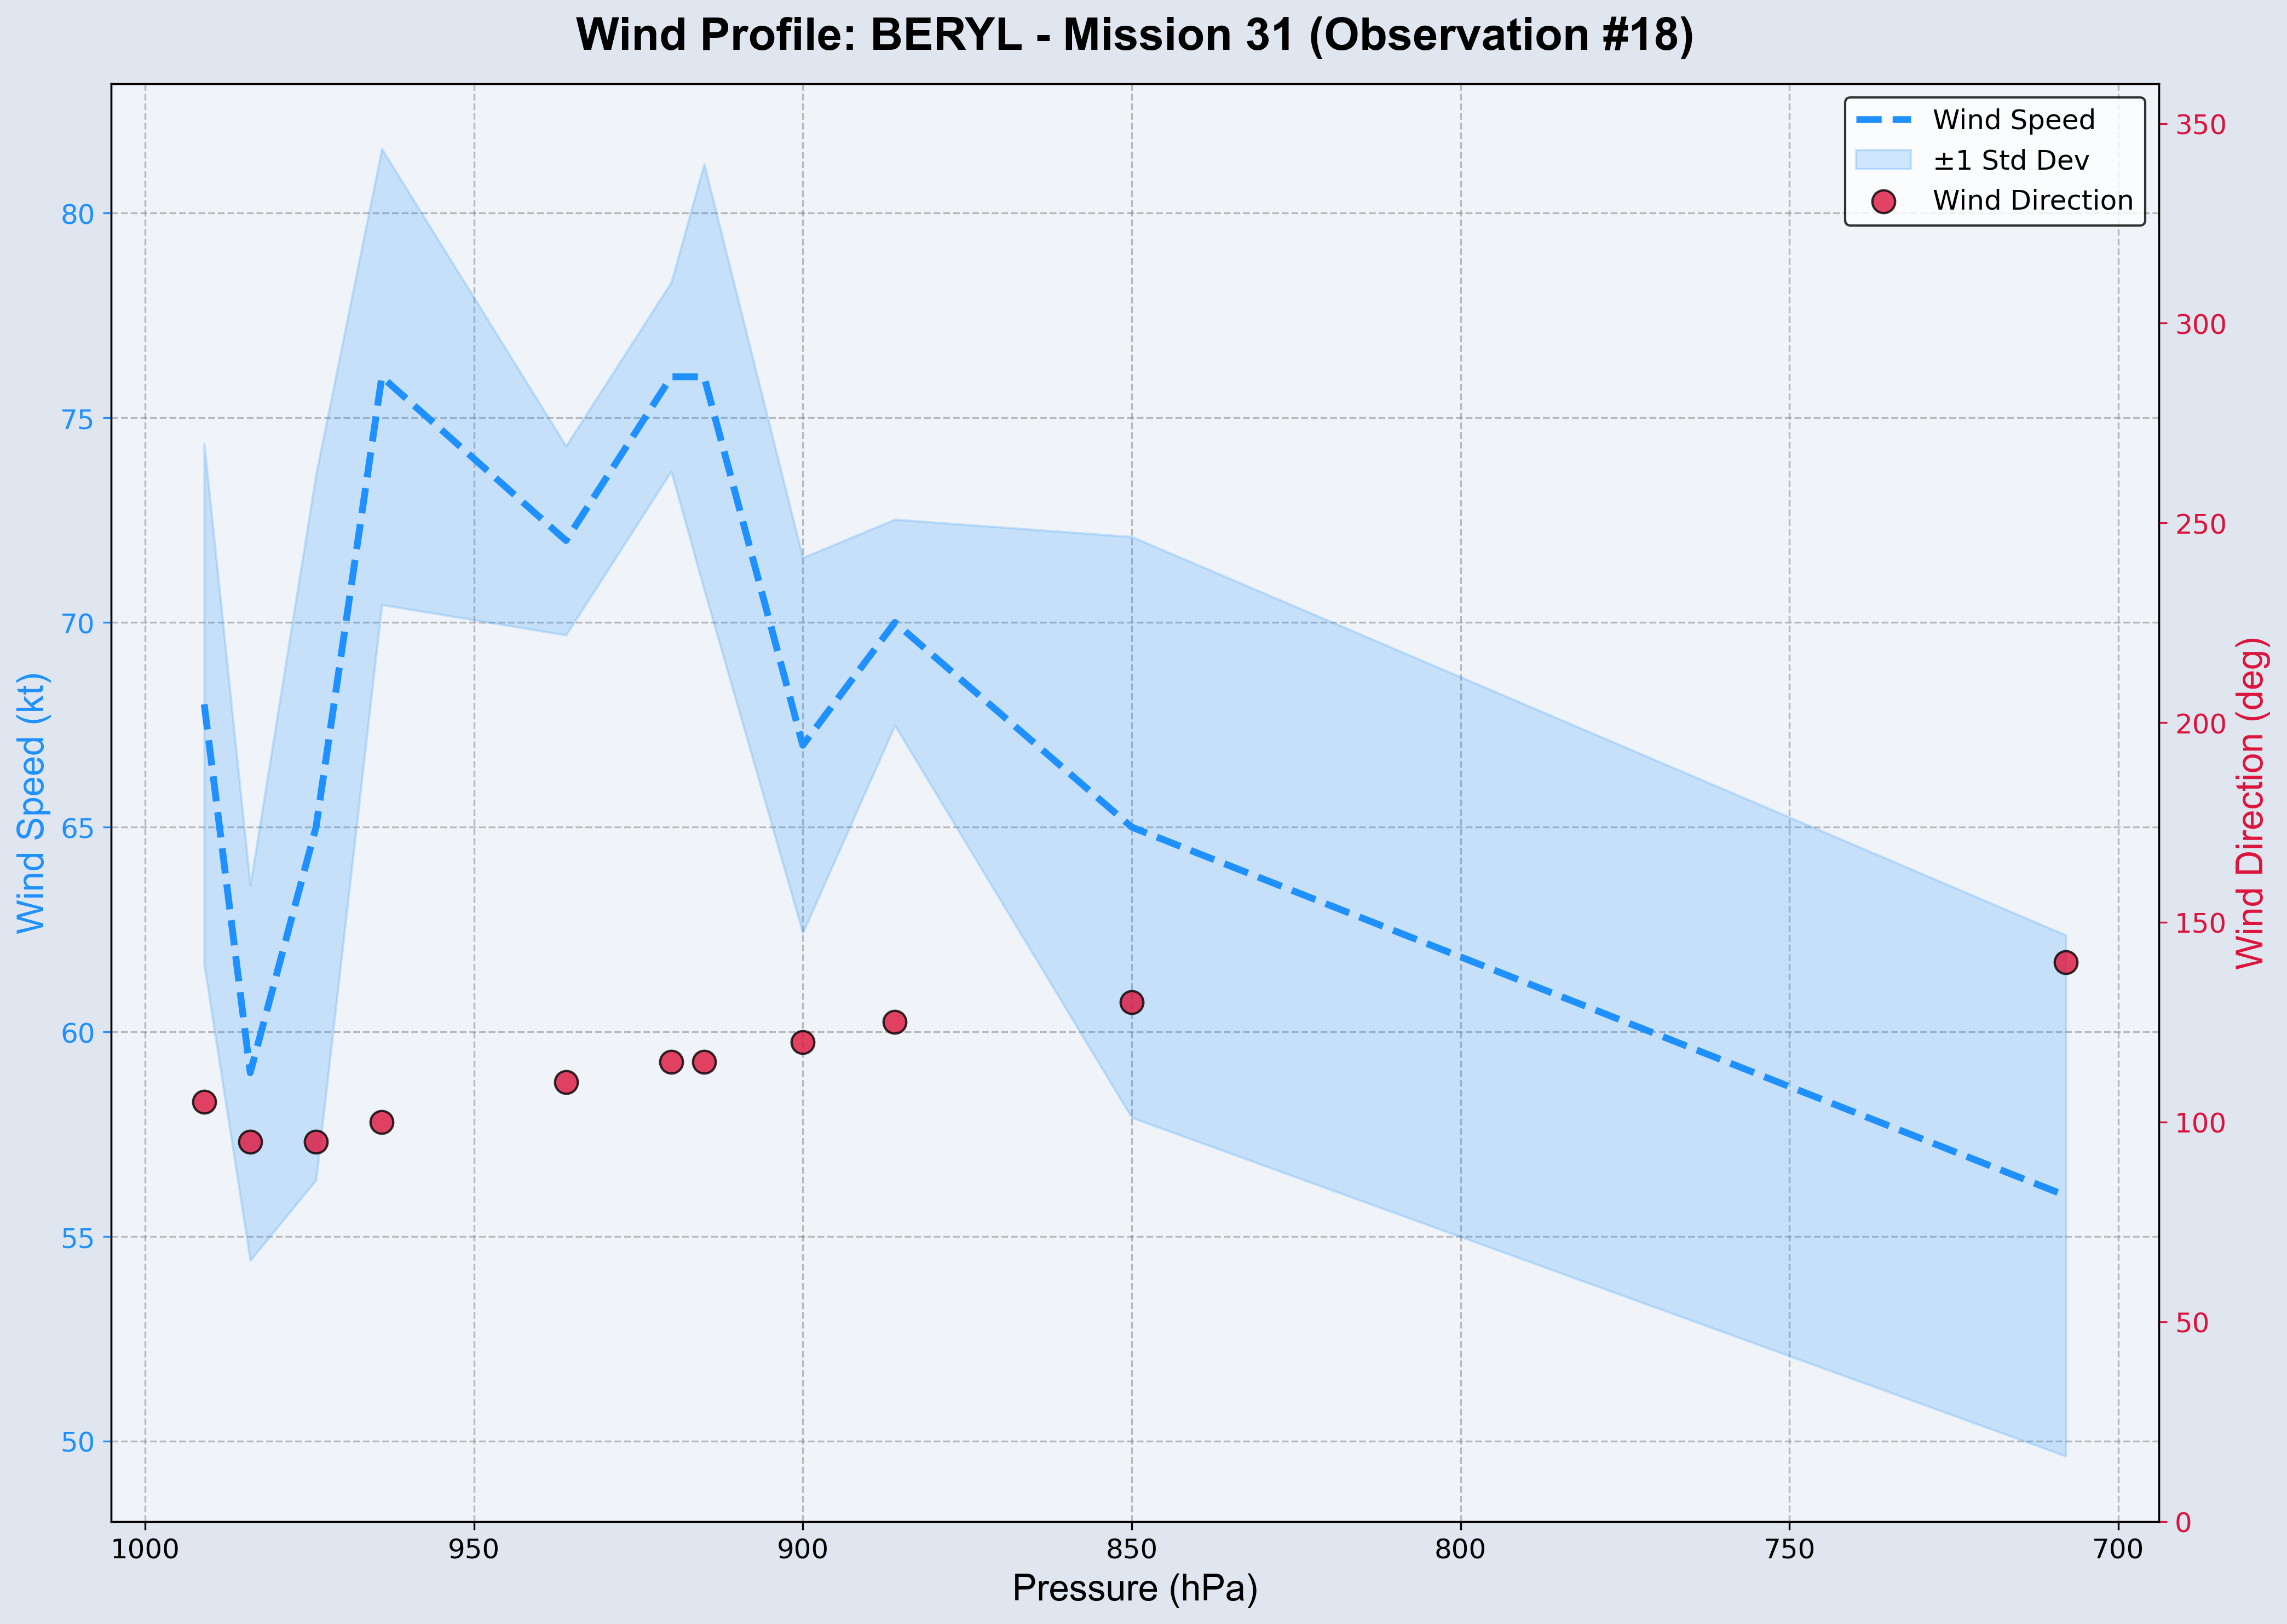 Wind Profile: BERYL - Mission 31 (Observation #18)
Wind Speed
±1 Std Dev
Wind Direction
Wind Speed (kt)
80
75
70
65
60
55
50
350
300
250
200
150
100
50
0
Wind Direction (deg)
1000 950 900 850 800 750 700
Pressure (hPa)